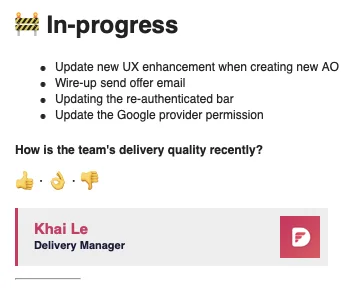 🚧 In-progress
• Update new UX enhancement when creating new AO
• Wire-up send offer email
• Updating the re-authenticated bar
• Update the Google provider permission
How is the team's delivery quality recently?
👍 · 👌 · 👎
Khai Le
Delivery Manager